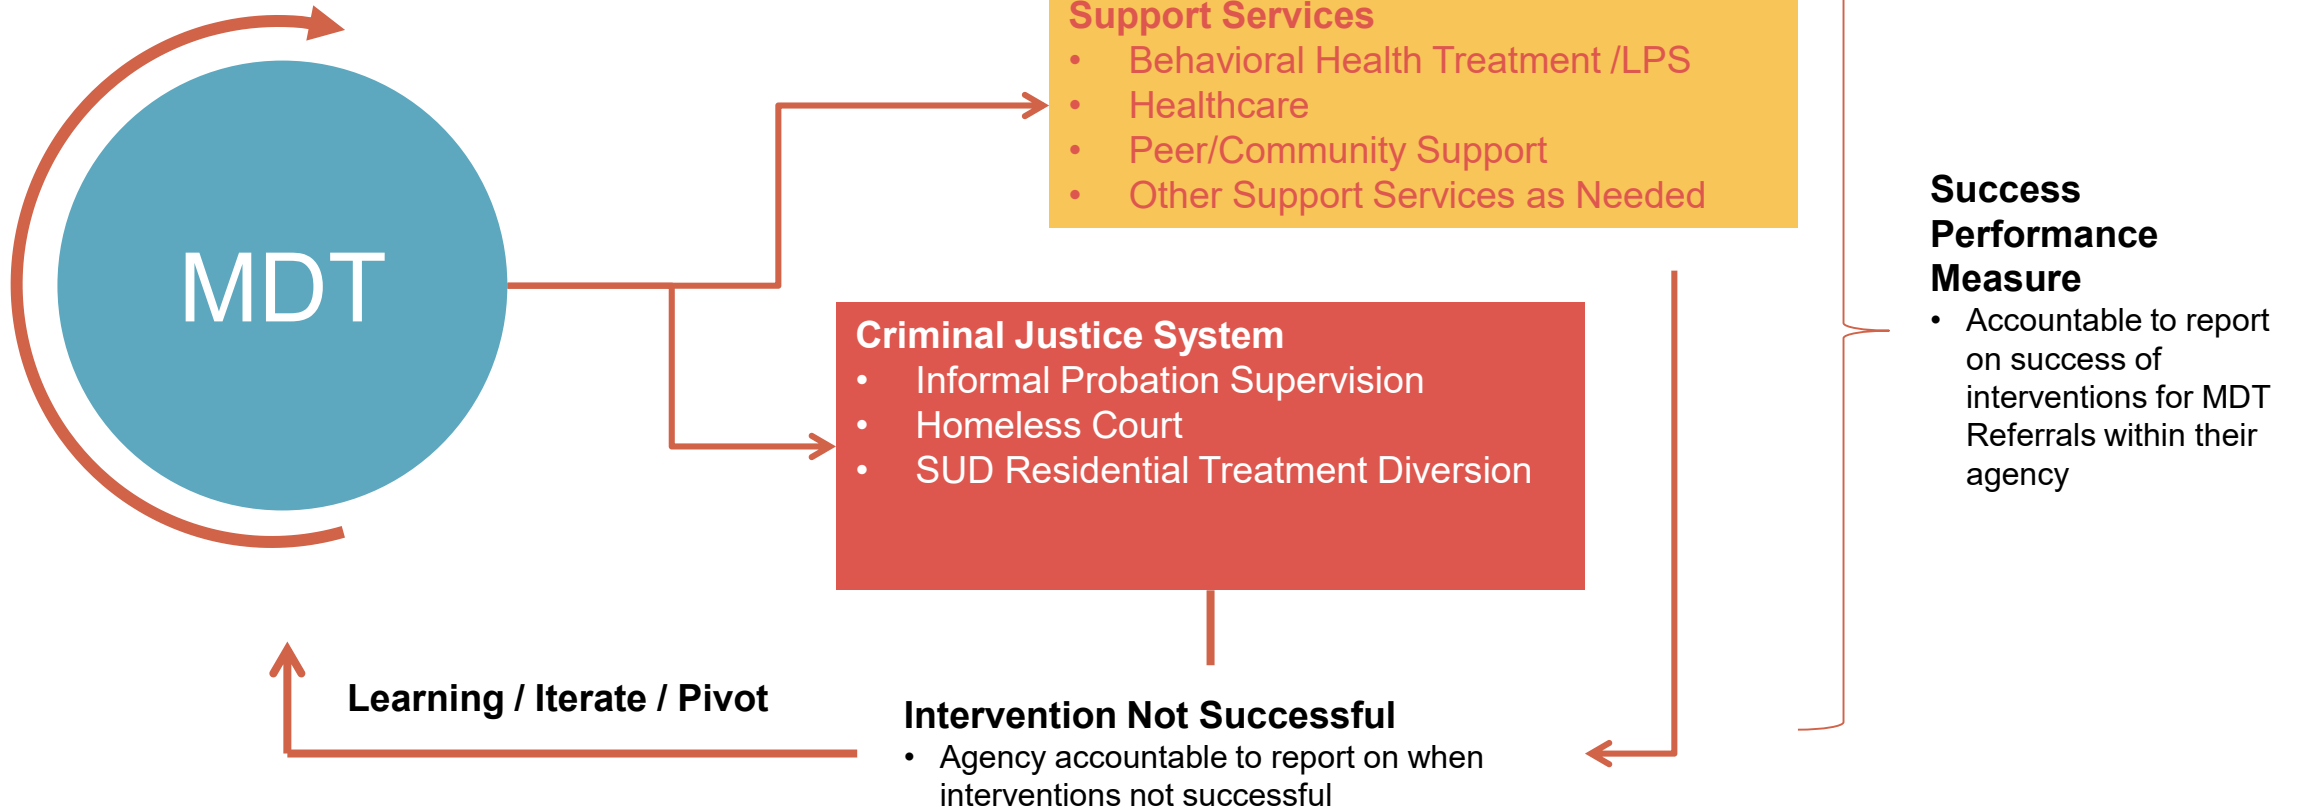 Support Services
• Behavioral Health Treatment /LPS
• Healthcare
• Peer/Community Support
• Other Support Services as Needed
MDT
Criminal Justice System
• Informal Probation Supervision
• Homeless Court
• SUD Residential Treatment Diversion
Success
Performance
Measure
• Accountable to report
on success of
interventions for MDT
Referrals within their
agency
Learning / Iterate / Pivot
Intervention Not Successful
• Agency accountable to report on when
interventions not successful